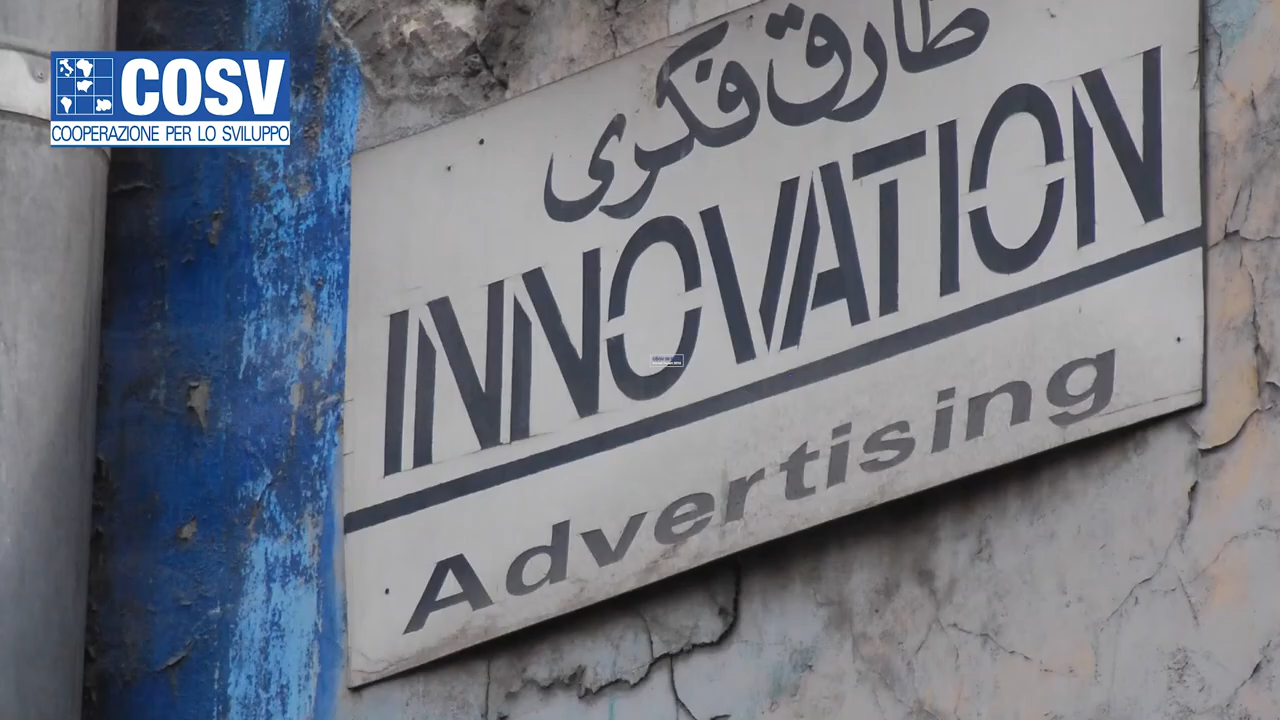 COSV
COOPERAZIONE PER LO SVILUPPO
طارق فكرى
INNOVATION
Advertising